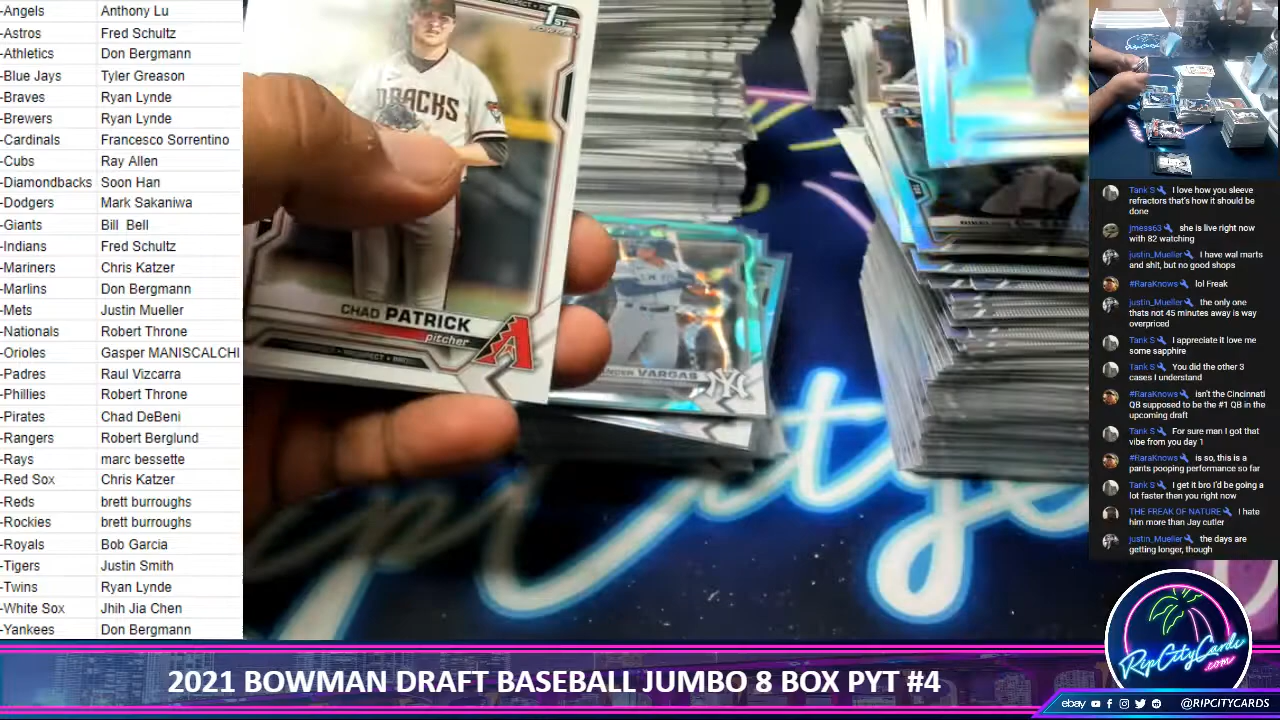 -Angels Anthony Lu
-Astros Fred Schultz
-Athletics Don Bergmann
-Blue Jays Tyler Greason
-Braves Ryan Lynde
-Brewers Ryan Lynde
-Cardinals Francesco Sorrentino
-Cubs Ray Allen
-Diamondbacks Soon Han
-Dodgers Mark Sakaniwa
-Giants Bill Bell
-Indians Fred Schultz
-Mariners Chris Katzer
-Marlins Don Bergmann
-Mets Justin Mueller
-Nationals Robert Throne
-Orioles Gasper MANISCALCHI
-Padres Raul Vizcarra
-Phillies Robert Throne
-Pirates Chad DeBeni
-Rangers Robert Berglund
-Rays marc bessette
-Red Sox Chris Katzer
-Reds brett burroughs
-Rockies brett burroughs
-Royals Bob Garcia
-Tigers Justin Smith
-Twins Ryan Lynde
-White Sox Jhih Jia Chen
-Yankees Don Bergmann
1ST
CHAD PATRICK
pitcher
A
VARGAS
NY
Tank S I love how you sleeve
refractors that's how it should be
done
jmess63 she is live right now
with 82 watching
justin_Mueller I have wal marts
and shit, but no good shops
#RaraKnows lol Freak
justin_Mueller the only one
thats not 45 minutes away is way
overpriced
Tank S I appreciate it love me
some sapphire
Tank S You did the other 3
cases I understand
#RaraKnows isn't the Cincinnati
QB supposed to be the #1 QB in the
upcoming draft
Tank S For sure man I got that
vibe from you day 1
#RaraKnows is so, this is a
pants pooping performance so far
Tank S I get it bro I'd be going a
lot faster then you right now
THE FREAK OF NATURE I hate
him more than Jay cutler
justin_Mueller the days are
getting longer, though
RipCityCards
.com
2021 BOWMAN DRAFT BASEBALL JUMBO 8 BOX PYT #4
ebay @RIPCITYCARDS